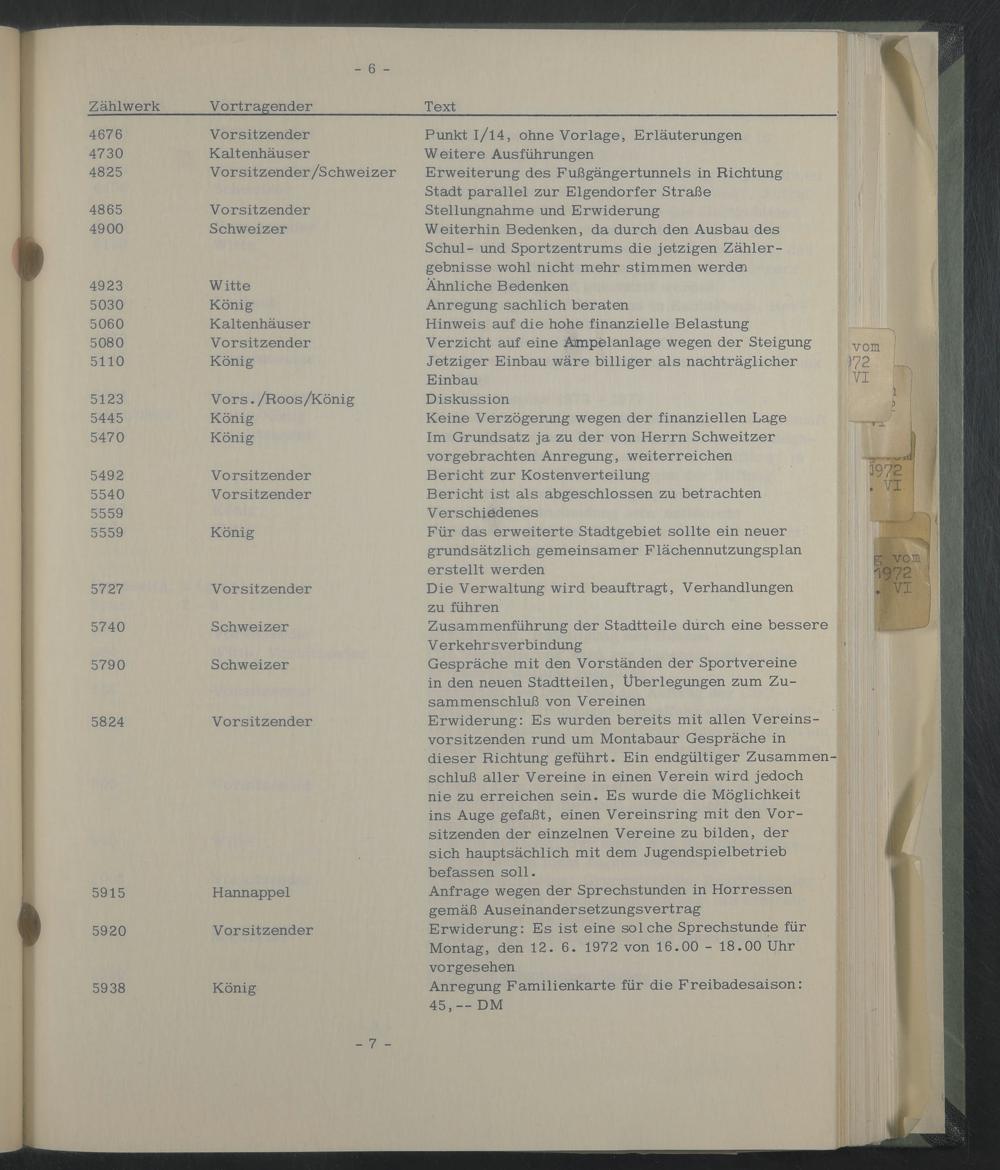 - 6 -
Zählwerk Vortragender Text
4676 Vorsitzender Punkt I/14, ohne Vorlage, Erläuterungen
4730 Kaltenhäuser Weitere Ausführungen
4825 Vorsitzender/Schweizer Erweiterung des Fußgängertunnels in Richtung
Stadt parallel zur Elgendorfer Straße
4865 Vorsitzender Stellungnahme und Erwiderung
4900 Schweizer Weiterhin Bedenken, da durch den Ausbau des
Schul- und Sportzentrums die jetzigen Zähler-
gebnisse wohl nicht mehr stimmen werden
4923 Witte Ähnliche Bedenken
5030 König Anregung sachlich beraten
5060 Kaltenhäuser Hinweis auf die hohe finanzielle Belastung
5080 Vorsitzender Verzicht auf eine Ampelanlage wegen der Steigung
5110 König Jetziger Einbau wäre billiger als nachträglicher
Einbau
5123 Vors./Roos/König Diskussion
5445 König Keine Verzögerung wegen der finanziellen Lage
5470 König Im Grundsatz ja zu der von Herrn Schweitzer
vorgebrachten Anregung, weiterreichen
5492 Vorsitzender Bericht zur Kostenverteilung
5540 Vorsitzender Bericht ist als abgeschlossen zu betrachten
5559 Verschiedenes
5559 König Für das erweiterte Stadtgebiet sollte ein neuer
grundsätzlich gemeinsamer Flächennutzungsplan
erstellt werden
5727 Vorsitzender Die Verwaltung wird beauftragt, Verhandlungen
zu führen
5740 Schweizer Zusammenführung der Stadtteile durch eine bessere
Verkehrsverbindung
5790 Schweizer Gespräche mit den Vorständen der Sportvereine
in den neuen Stadtteilen, Überlegungen zum Zu-
sammenschluß von Vereinen
5824 Vorsitzender Erwiderung: Es wurden bereits mit allen Vereins-
vorsitzenden rund um Montabaur Gespräche in
dieser Richtung geführt. Ein endgültiger Zusammen-
schluß aller Vereine in einen Verein wird jedoch
nie zu erreichen sein. Es wurde die Möglichkeit
ins Auge gefaßt, einen Vereinsring mit den Vor-
sitzenden der einzelnen Vereine zu bilden, der
sich hauptsächlich mit dem Jugendspielbetrieb
befassen soll.
5915 Hannappel Anfrage wegen der Sprechstunden in Horressen
gemäß Auseinandersetzungsvertrag
5920 Vorsitzender Erwiderung: Es ist eine solche Sprechstunde für
Montag, den 12. 6. 1972 von 16.00 - 18.00 Uhr
vorgesehen
5938 König Anregung Familienkarte für die Freibadesaison:
45,-- DM
- 7 -
vom
972
VI
1972
. VI
g vom
1972
. VI